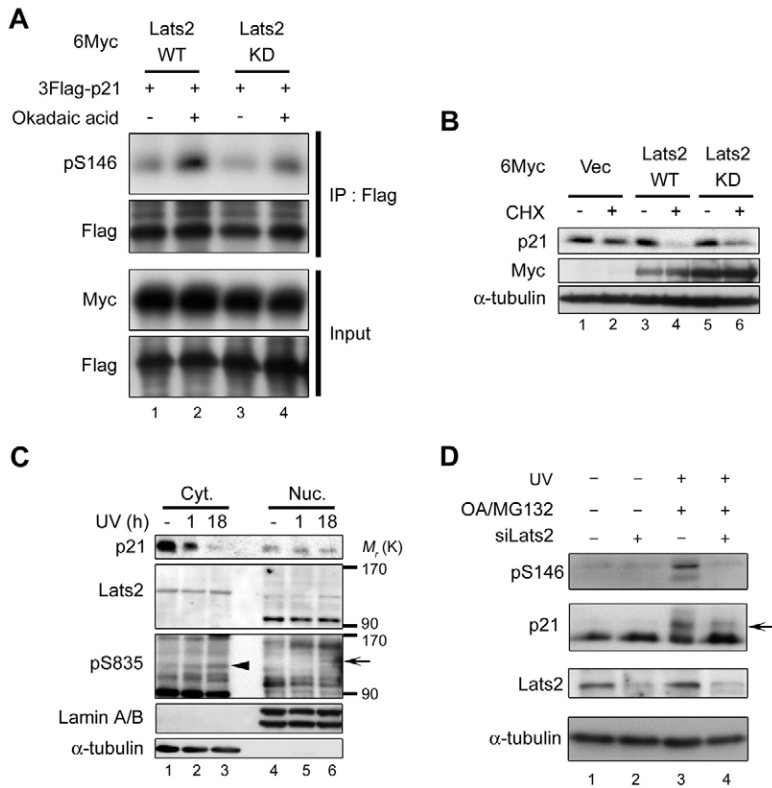 A
6Myc Lats2 WT Lats2 KD
3Flag-p21 + + + +
Okadaic acid - + - +
pS146
Flag
IP : Flag
Myc
Flag
Input
1 2 3 4
B
6Myc Vec Lats2 WT Lats2 KD
CHX - + - + - +
p21
Myc
α-tubulin
1 2 3 4 5 6
C
Cyt. Nuc.
UV (h) - 1 18 - 1 18
p21 Mr (K)
170
Lats2
90
170
pS835
90
Lamin A/B
α-tubulin
1 2 3 4 5 6
D
UV - - + +
OA/MG132 - - + +
siLats2 - + - +
pS146
p21
Lats2
α-tubulin
1 2 3 4